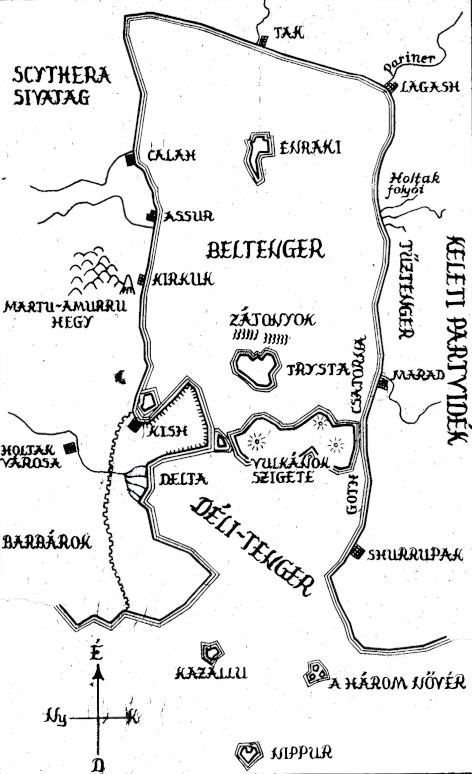 TAK
SCYTHERA
SIVATAG
Pariner
LAGASH
ENRAKI
CALAH
Holtak
folyói
ASSUR
BELTENGER
TŰZTENGER
KELETI PARTVIDÉK
KIRKUK
MARTU-AMURRU
HEGY
ZÁTONYOK
TRYSTA
MARAD
GOTH CSATORNA
KISH
HOLTAK
VÁROSA
VULKÁNOK
SZIGETE
DELTA
DÉLI-TENGER
BARBÁROK
SHURRUPAK
É
KAZALLU
A HÁROM NŐVÉR
Ny
K
D
NIPPUR